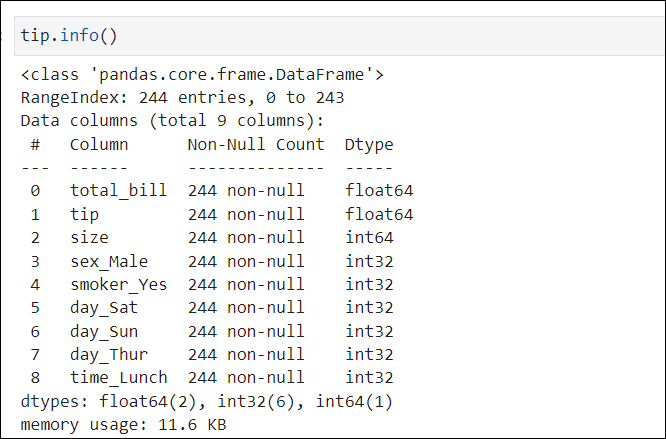 tip.info()
<class 'pandas.core.frame.DataFrame'>
RangeIndex: 244 entries, 0 to 243
Data columns (total 9 columns):
 #   Column      Non-Null Count  Dtype
---  ------      --------------  -----
 0   total_bill  244 non-null    float64
 1   tip         244 non-null    float64
 2   size        244 non-null    int64
 3   sex_Male    244 non-null    int32
 4   smoker_Yes  244 non-null    int32
 5   day_Sat     244 non-null    int32
 6   day_Sun     244 non-null    int32
 7   day_Thur    244 non-null    int32
 8   time_Lunch  244 non-null    int32
dtypes: float64(2), int32(6), int64(1)
memory usage: 11.6 KB